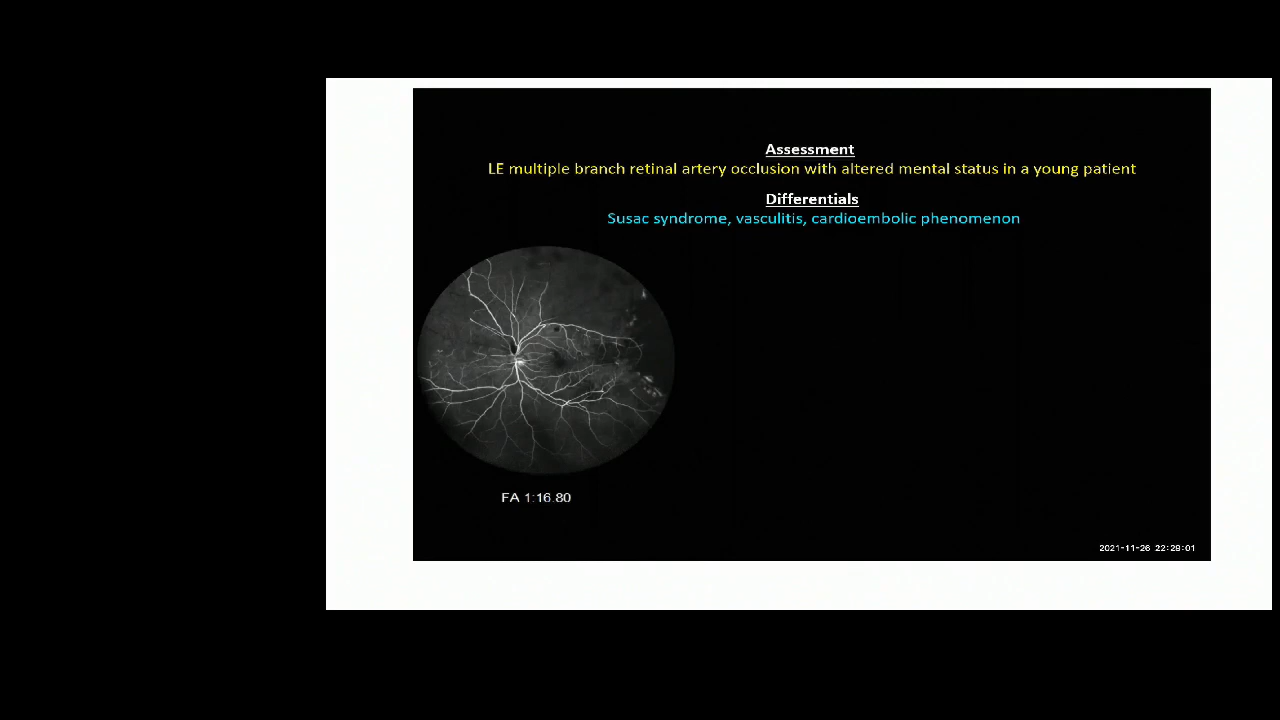 Assessment
LE multiple branch retinal artery occlusion with altered mental status in a young patient
Differentials
Susac syndrome, vasculitis, cardioembolic phenomenon
FA 1:16.80
2021-11-26 22:28:01